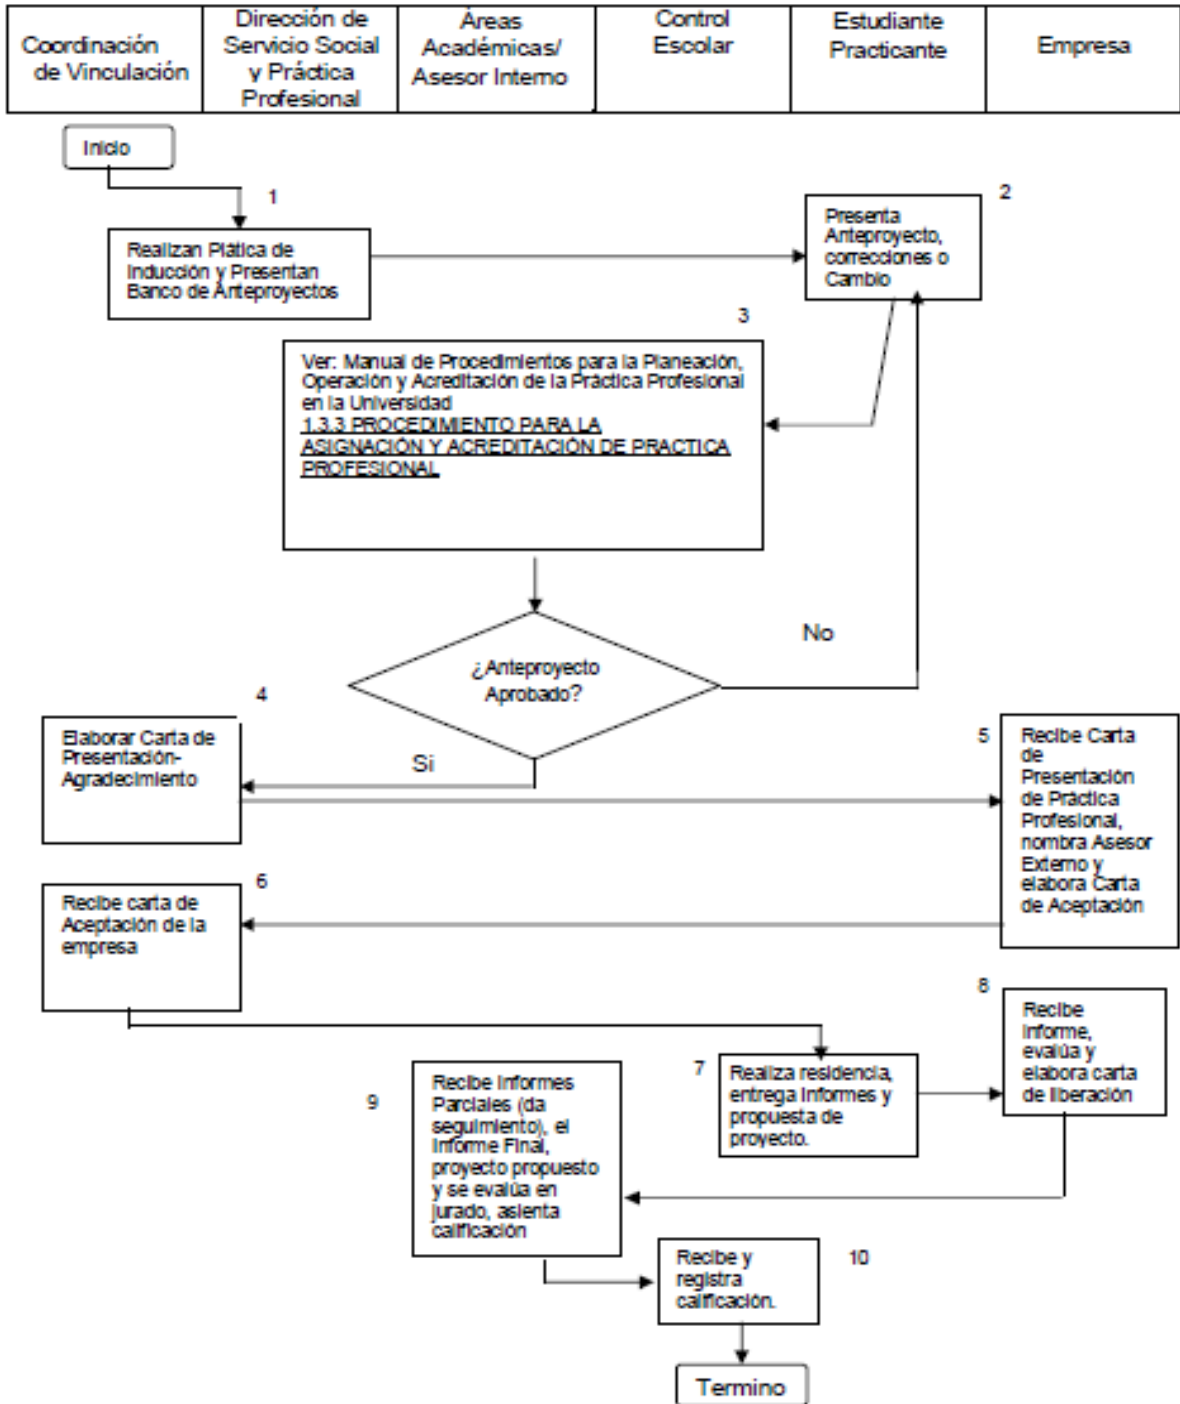 Coordinación
de Vinculación
Dirección de
Servicio Social
y Práctica
Profesional
Áreas
Académicas/
Asesor Interno
Control
Escolar
Estudiante
Practicante
Empresa
Inicio
1
Realizan Plática de
Inducción y Presentan
Banco de Anteproyectos
2
Presenta
Anteproyecto,
correcciones o
Cambio
3
Ver: Manual de Procedimientos para la Planeación,
Operación y Acreditación de la Práctica Profesional
en la Universidad
1.3.3 PROCEDIMIENTO PARA LA
ASIGNACIÓN Y ACREDITACIÓN DE PRACTICA
PROFESIONAL
¿Anteproyecto
Aprobado?
No
Si
4
Elaborar Carta de
Presentación-
Agradecimiento
5
Recibe Carta
de
Presentación
de Práctica
Profesional,
nombra Asesor
Externo y
elabora Carta
de Aceptación
6
Recibe carta de
Aceptación de la
empresa
7
Realiza residencia,
entrega informes y
propuesta de
proyecto.
8
Recibe
informe,
evalúa y
elabora carta
de liberación
9
Recibe Informes
Parciales (da
seguimiento), el
Informe Final,
proyecto propuesto
y se evalúa en
jurado, asienta
calificación
10
Recibe y
registra
calificación.
Termino